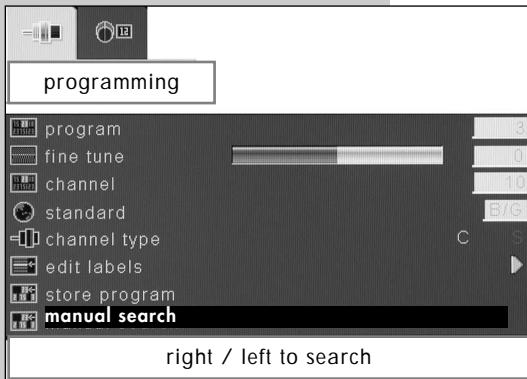 12
programming
program 3
fine tune 0
channel 10
standard B/G
channel type C S
edit labels
store program
manual search
right / left to search